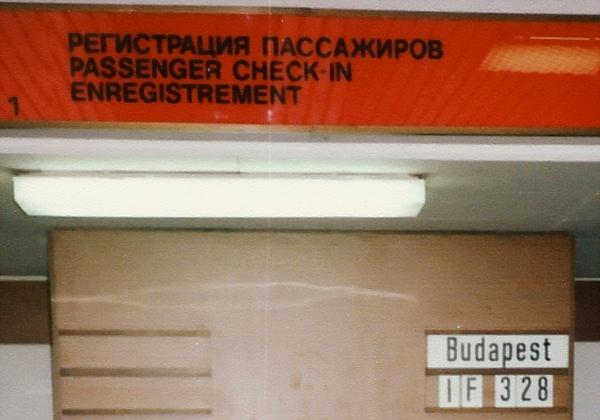 РЕГИСТРАЦИЯ ПАССАЖИРОВ
PASSENGER CHECK-IN
ENREGISTREMENT
1
Budapest
IF 328